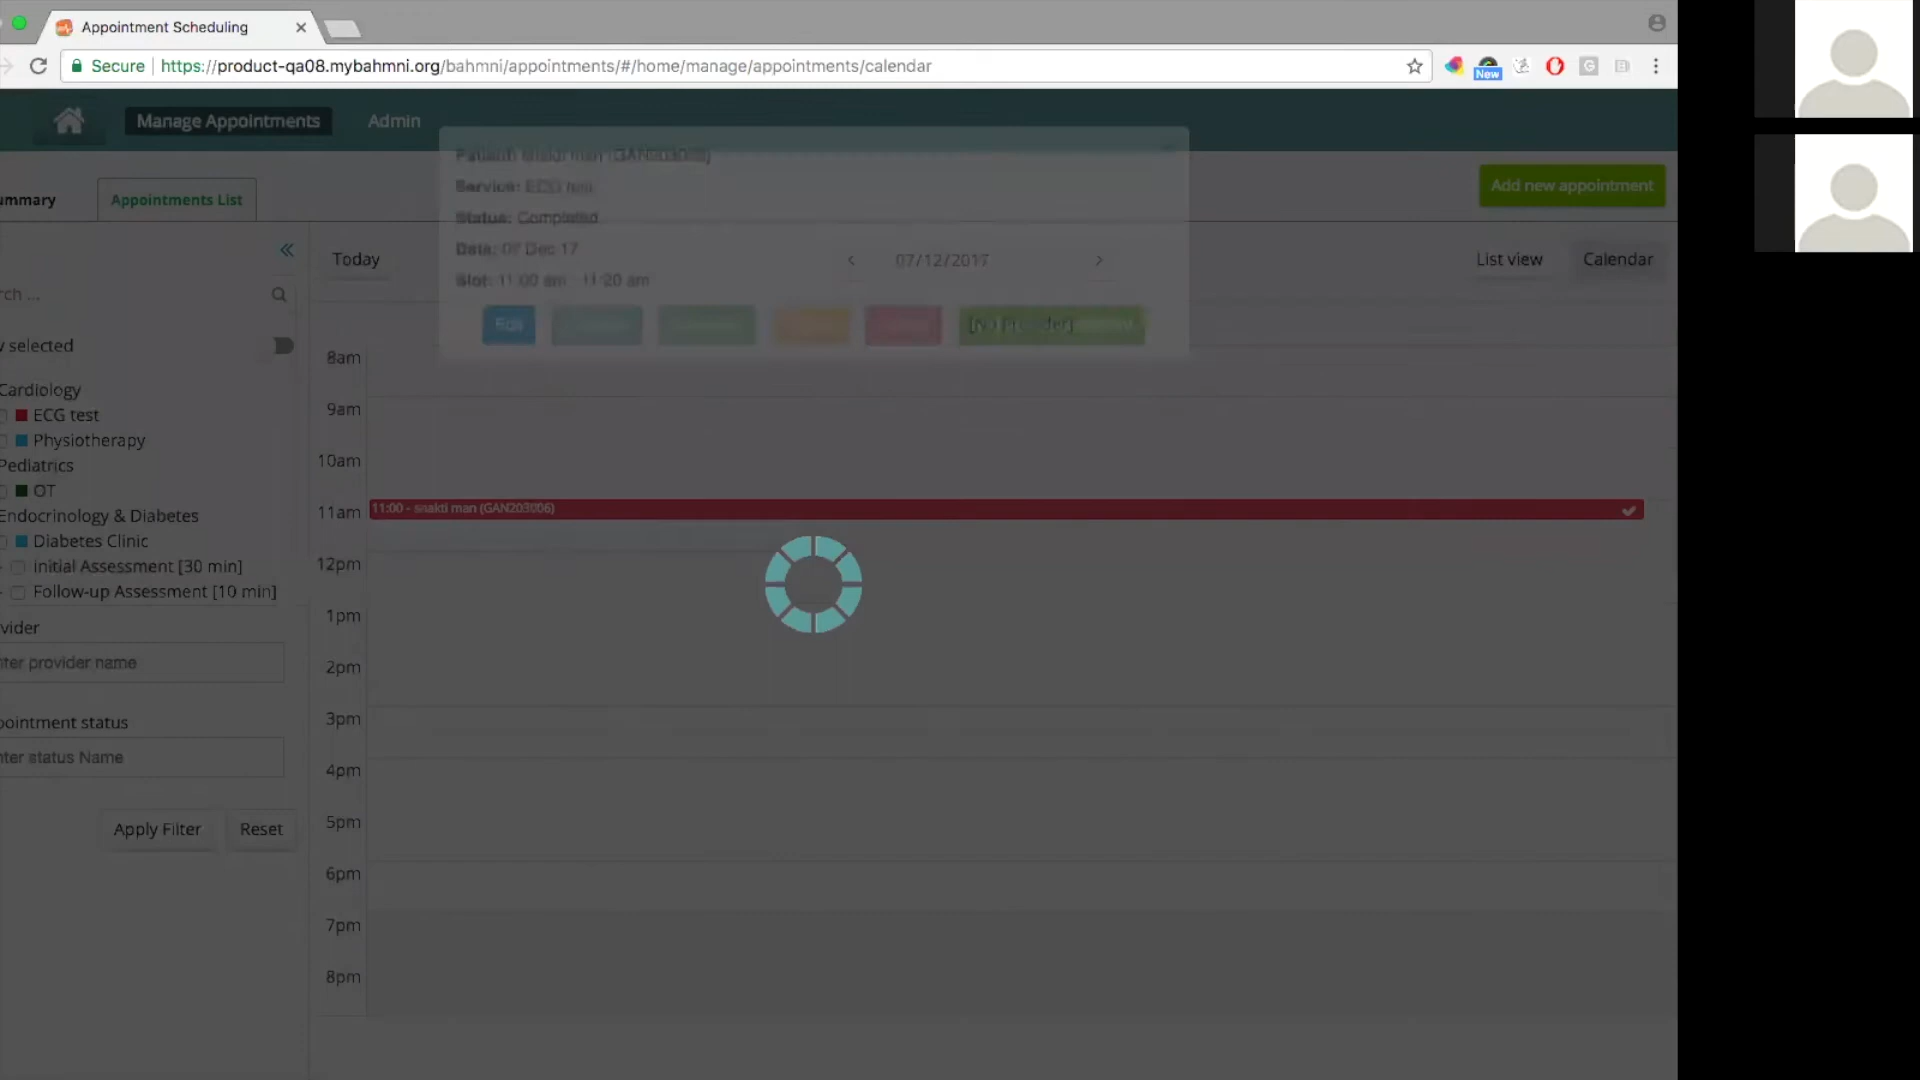 Appointment Scheduling
Secure https://product-qa08.mybahmni.org/bahmni/appointments/#/home/manage/appointments/calendar
New
Manage Appointments Admin
Patient: shakti man (GAN203006)
Service: ECG test
Status: Completed
Date: 07 Dec 17
Slot: 11:00 am - 11:20 am
Edit
[No Provider]
ummary Appointments List Add new appointment
Today 07/12/2017 List view Calendar
rch ...
v selected
Cardiology
ECG test
Physiotherapy
Pediatrics
OT
Endocrinology & Diabetes
Diabetes Clinic
initial Assessment [30 min]
Follow-up Assessment [10 min]
vider
nter provider name
pointment status
nter status Name
Apply Filter Reset
8am
9am
10am
11am 11:00 - shakti man (GAN203006)
12pm
1pm
2pm
3pm
4pm
5pm
6pm
7pm
8pm